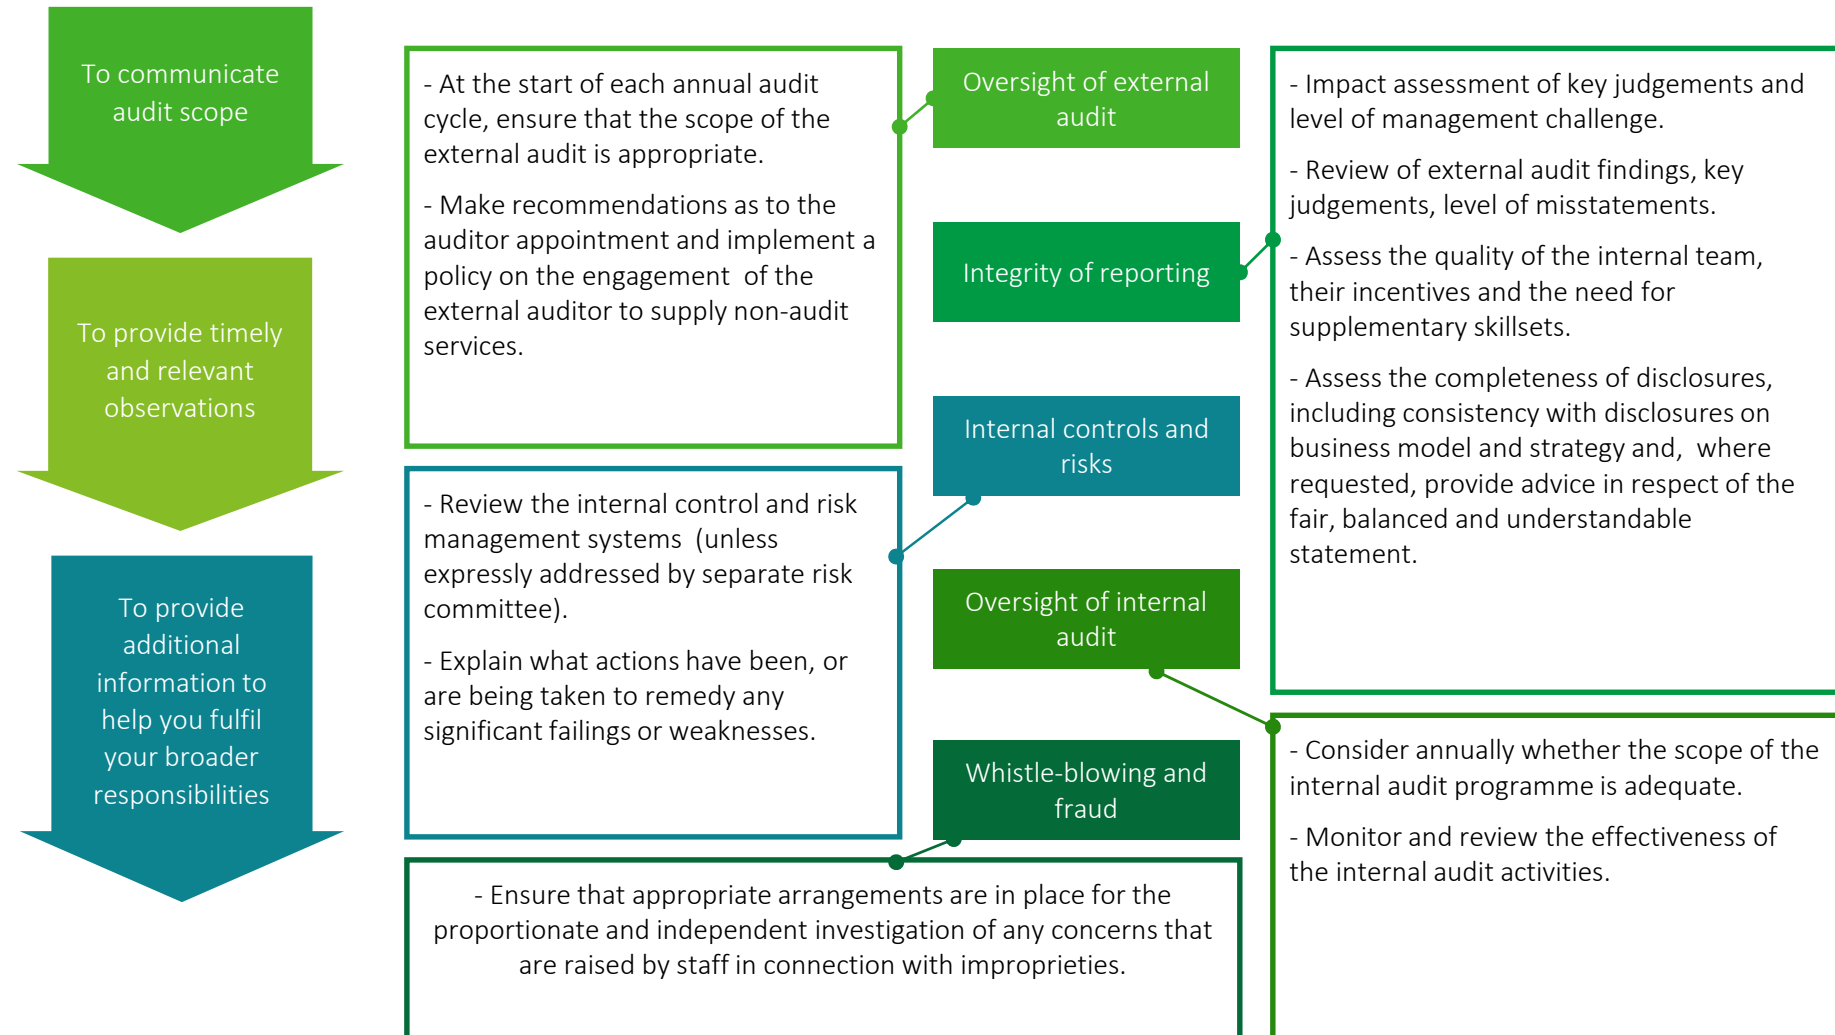 To communicate
audit scope
To provide timely
and relevant
observations
To provide
additional
information to
help you fulfil
your broader
responsibilities
- At the start of each annual audit
cycle, ensure that the scope of the
external audit is appropriate.
- Make recommendations as to the
auditor appointment and implement a
policy on the engagement of the
external auditor to supply non-audit
services.
- Review the internal control and risk
management systems (unless
expressly addressed by separate risk
committee).
- Explain what actions have been, or
are being taken to remedy any
significant failings or weaknesses.
- Ensure that appropriate arrangements are in place for the
proportionate and independent investigation of any concerns that
are raised by staff in connection with improprieties.
Oversight of external
audit
Integrity of reporting
Internal controls and
risks
Oversight of internal
audit
Whistle-blowing and
fraud
- Impact assessment of key judgements and
level of management challenge.
- Review of external audit findings, key
judgements, level of misstatements.
- Assess the quality of the internal team,
their incentives and the need for
supplementary skillsets.
- Assess the completeness of disclosures,
including consistency with disclosures on
business model and strategy and, where
requested, provide advice in respect of the
fair, balanced and understandable
statement.
- Consider annually whether the scope of the
internal audit programme is adequate.
- Monitor and review the effectiveness of
the internal audit activities.